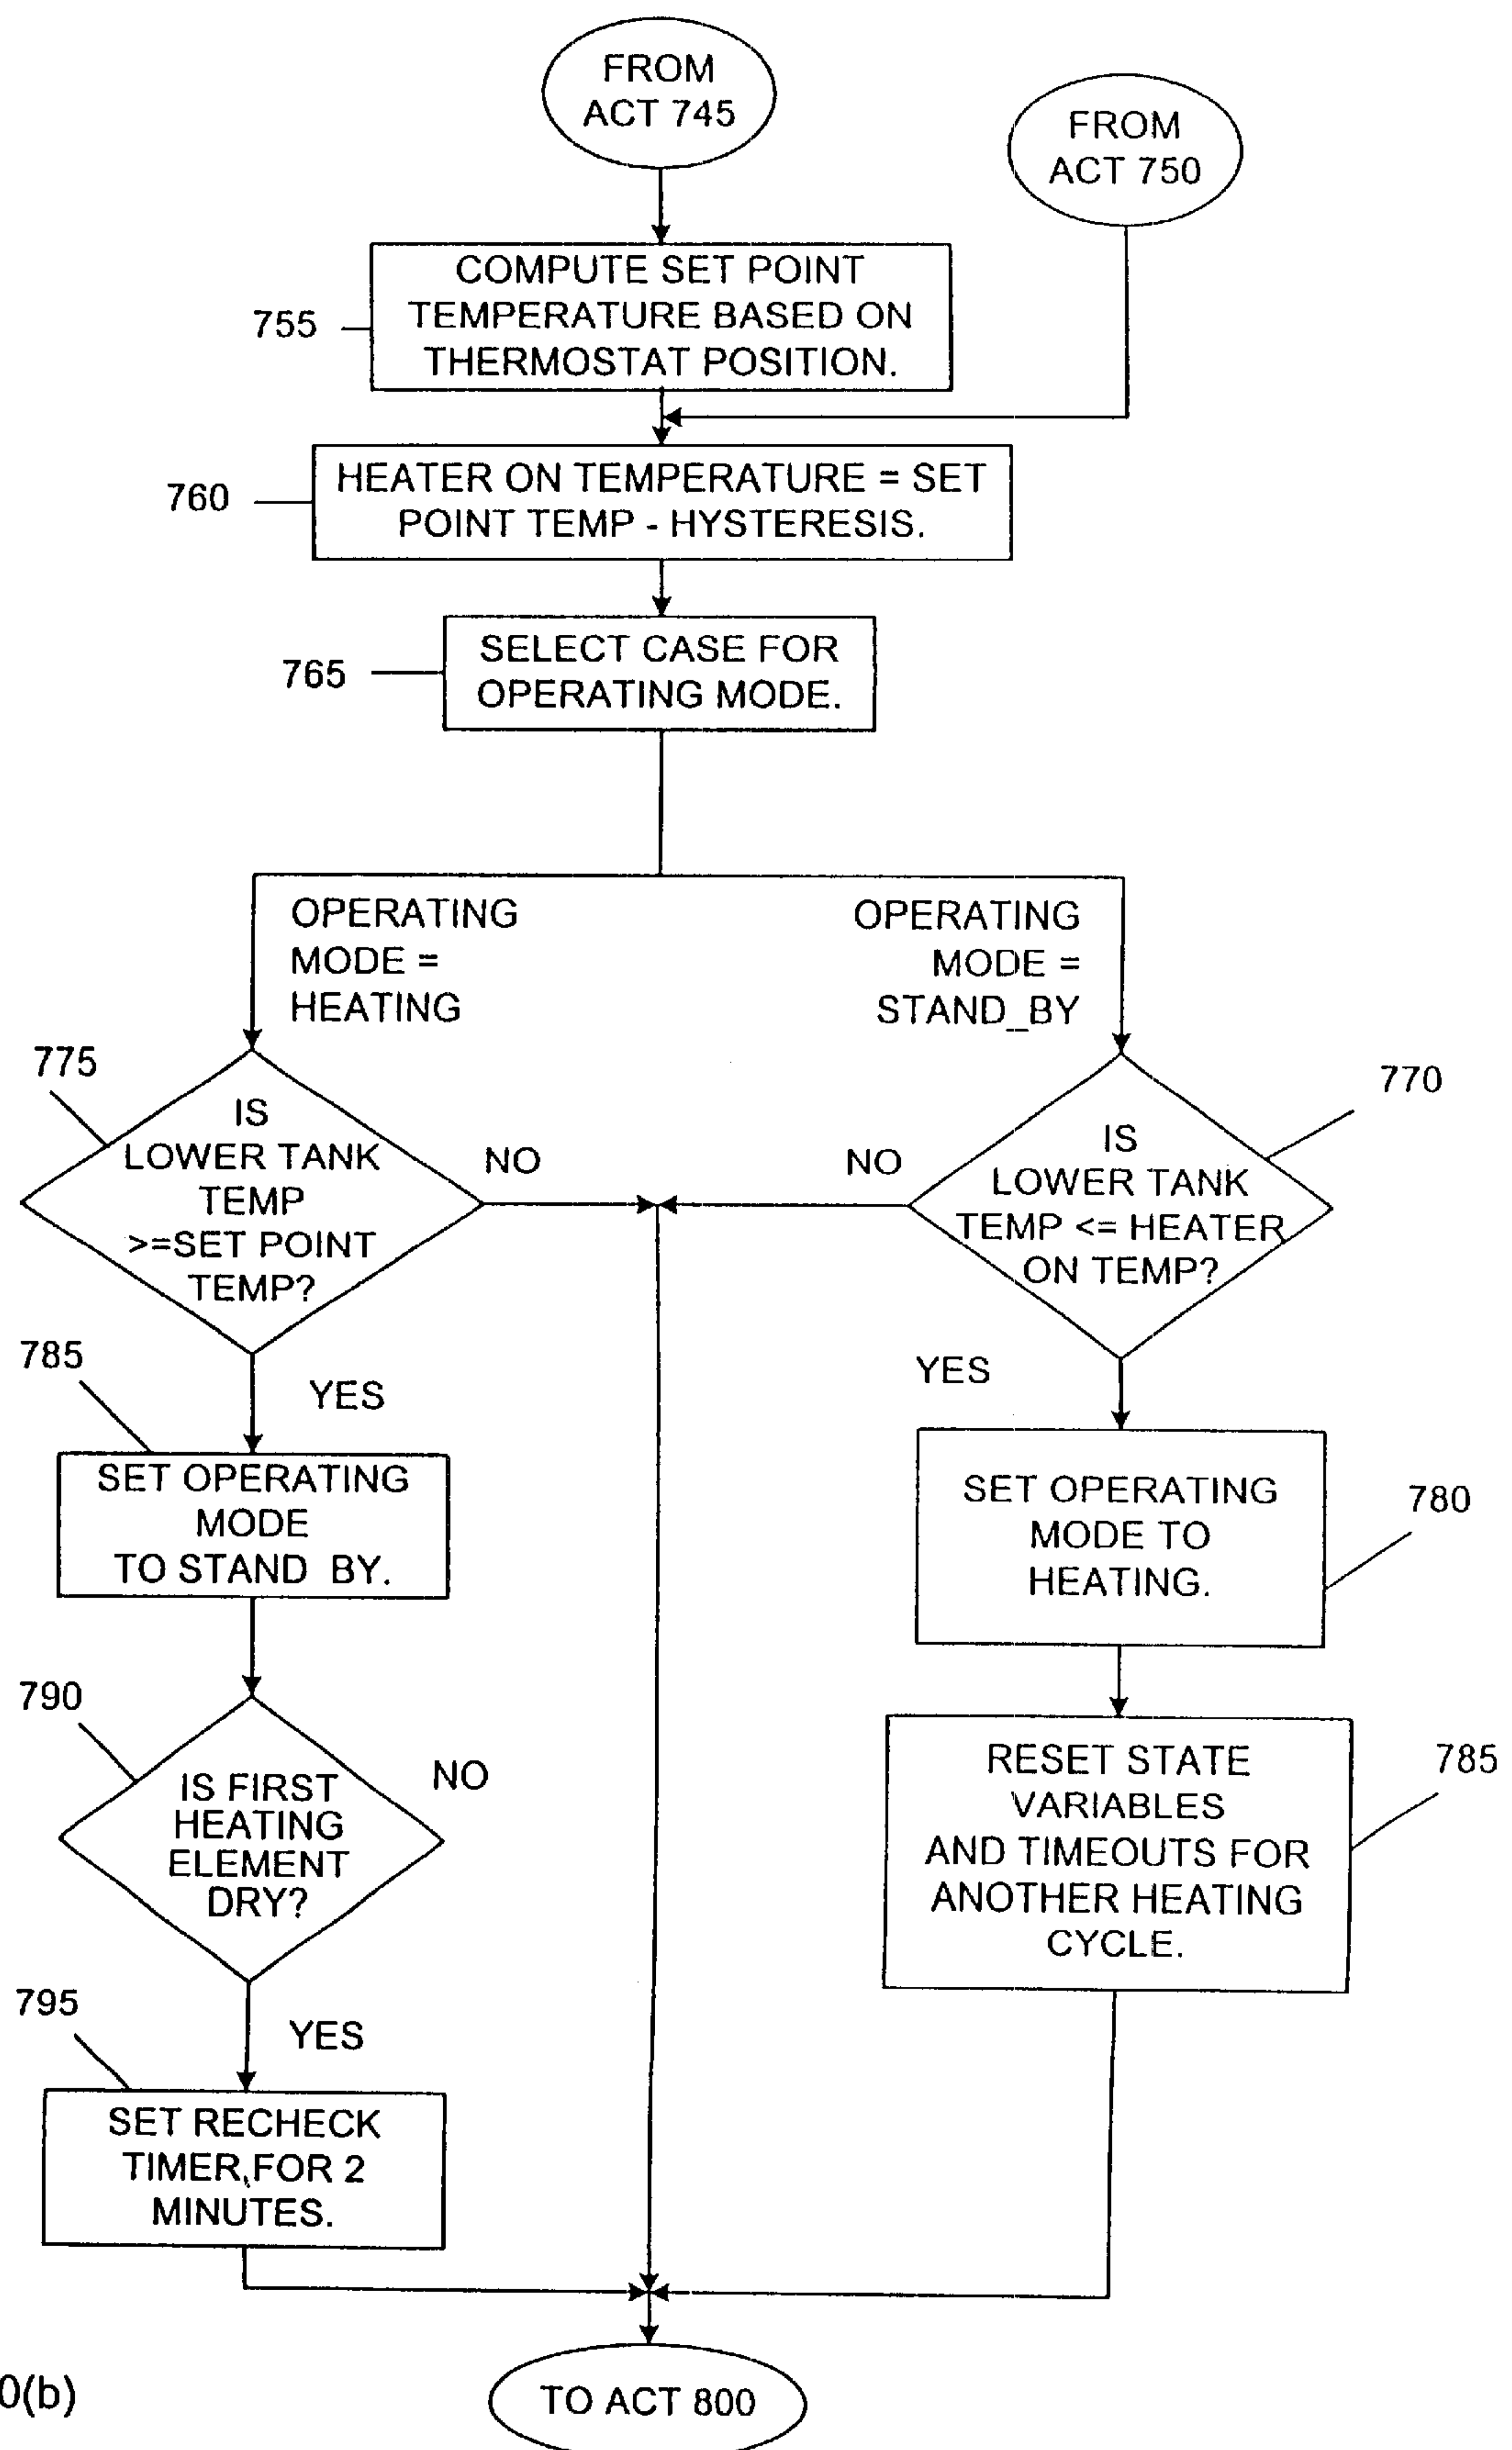 FROM
ACT 745
FROM
ACT 750
755
COMPUTE SET POINT
TEMPERATURE BASED ON
THERMOSTAT POSITION.
760
HEATER ON TEMPERATURE = SET
POINT TEMP - HYSTERESIS.
765
SELECT CASE FOR
OPERATING MODE.
OPERATING
MODE =
HEATING
OPERATING
MODE =
STAND_BY
775
IS
LOWER TANK
TEMP
>=SET POINT
TEMP?
NO
NO
770
IS
LOWER TANK
TEMP <= HEATER
ON TEMP?
785
YES
SET OPERATING
MODE
TO STAND BY.
YES
SET OPERATING
MODE TO
HEATING.
780
790
IS FIRST
HEATING
ELEMENT
DRY?
NO
RESET STATE
VARIABLES
AND TIMEOUTS FOR
ANOTHER HEATING
CYCLE.
785
795
YES
SET RECHECK
TIMER, FOR 2
MINUTES.
0(b)
TO ACT 800